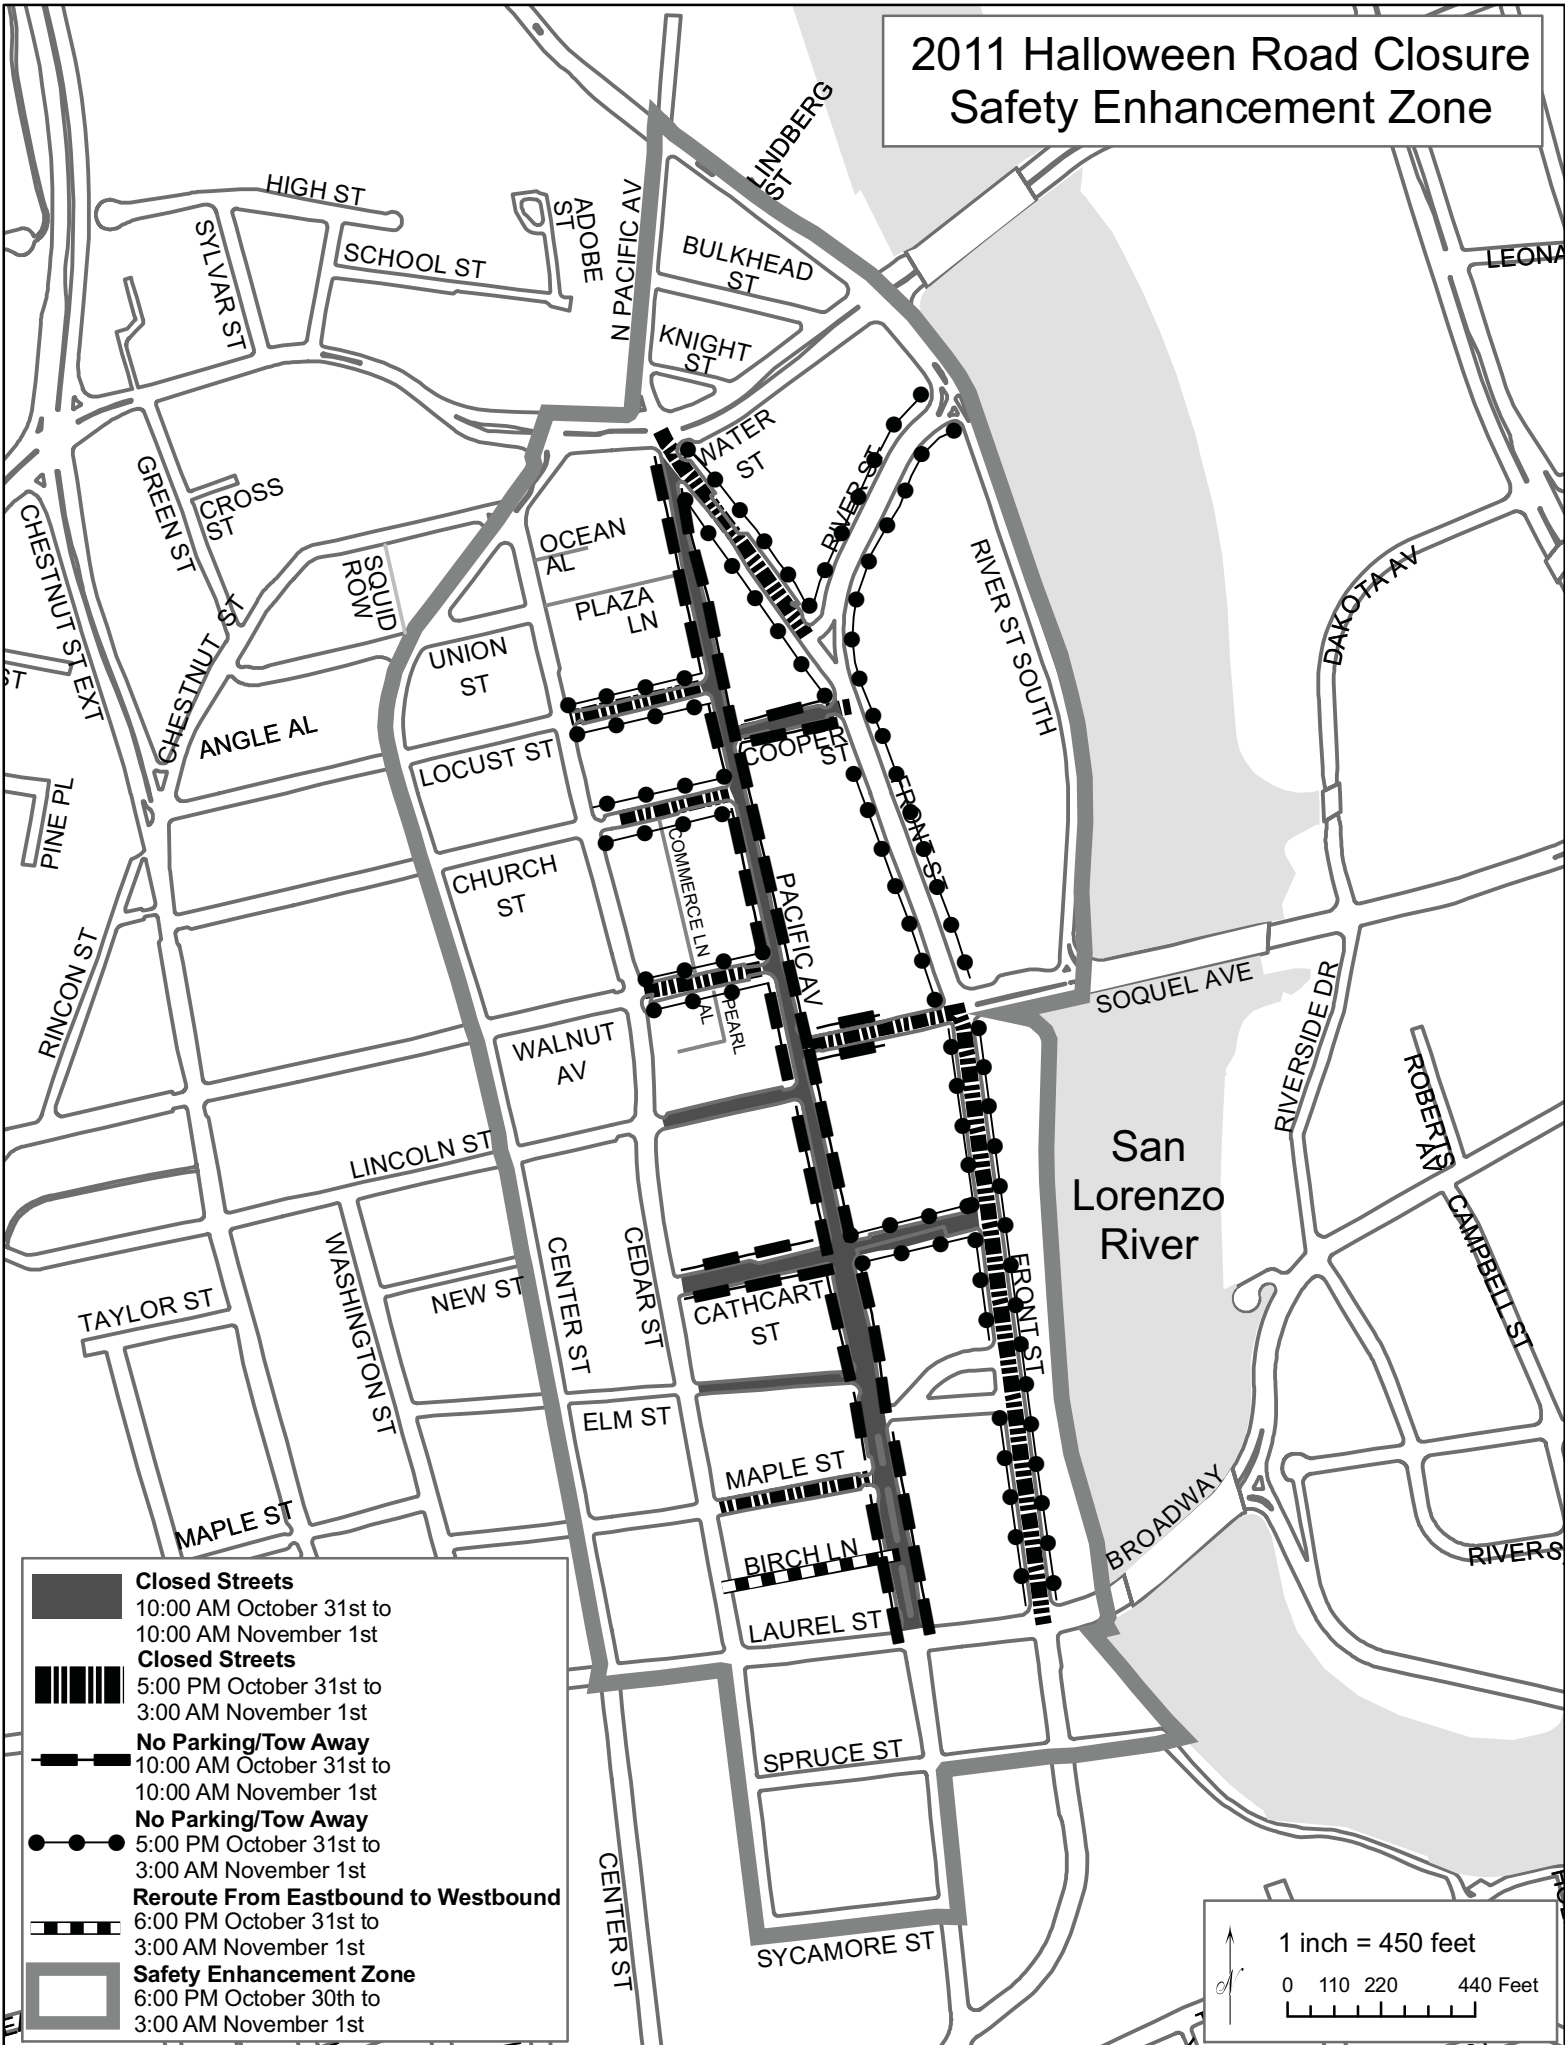 2011 Halloween Road Closure
Safety Enhancement Zone
LINDBERG
ST
HIGH ST
ADOBE
ST
N PACIFIC AV
SYLVAR ST
SCHOOL ST
BULKHEAD
ST
LEONA
KNIGHT
ST
WATER
ST
RIVER ST
GREEN ST
CROSS
ST
CHESTNUT ST EXT
OCEAN
AL
SQUID
ROW
PLAZA
LN
RIVER ST SOUTH
DAKOTA AV
CHESTNUT ST
UNION
ST
ST
ANGLE AL
LOCUST ST
COOPER
ST
PINE PL
FRONT ST
COMMERCE LN
CHURCH
ST
PACIFIC AV
RINCON ST
SOQUEL AVE
RIVERSIDE DR
PEARL
AL
WALNUT
AV
ROBERTS
AV
San
Lorenzo
River
LINCOLN ST
CAMPBELL ST
WASHINGTON ST
CENTER ST
CEDAR ST
FRONT ST
NEW ST
TAYLOR ST
CATHCART
ST
ELM ST
MAPLE ST
BROADWAY
MAPLE ST
BIRCH LN
RIVER S
LAUREL ST
SPRUCE ST
CENTER ST
SYCAMORE ST
Closed Streets
10:00 AM October 31st to
10:00 AM November 1st
Closed Streets
5:00 PM October 31st to
3:00 AM November 1st
No Parking/Tow Away
10:00 AM October 31st to
10:00 AM November 1st
No Parking/Tow Away
5:00 PM October 31st to
3:00 AM November 1st
Reroute From Eastbound to Westbound
6:00 PM October 31st to
3:00 AM November 1st
Safety Enhancement Zone
6:00 PM October 30th to
3:00 AM November 1st
N
1 inch = 450 feet
0 110 220 440 Feet